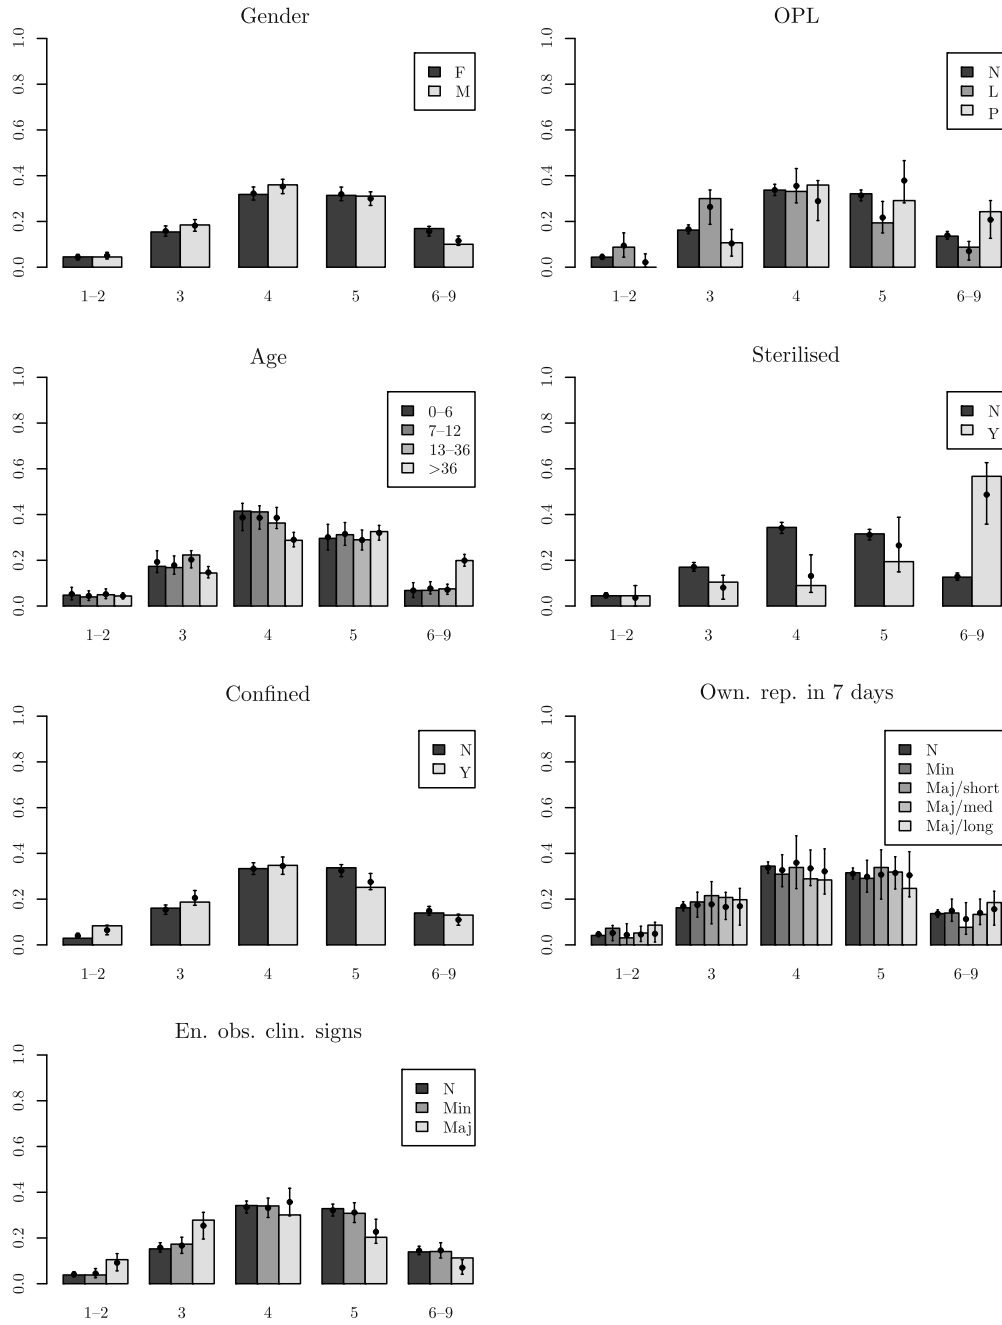 Gender
0.0 0.2 0.4 0.6 0.8 1.0
F
M
1–2 3 4 5 6–9
OPL
0.0 0.2 0.4 0.6 0.8 1.0
N
L
P
1–2 3 4 5 6–9
Age
0.0 0.2 0.4 0.6 0.8 1.0
0–6
7–12
13–36
>36
1–2 3 4 5 6–9
Sterilised
0.0 0.2 0.4 0.6 0.8 1.0
N
Y
1–2 3 4 5 6–9
Confined
0.0 0.2 0.4 0.6 0.8 1.0
N
Y
1–2 3 4 5 6–9
Own. rep. in 7 days
0.0 0.2 0.4 0.6 0.8 1.0
N
Min
Maj/short
Maj/med
Maj/long
1–2 3 4 5 6–9
En. obs. clin. signs
0.0 0.2 0.4 0.6 0.8 1.0
N
Min
Maj
1–2 3 4 5 6–9